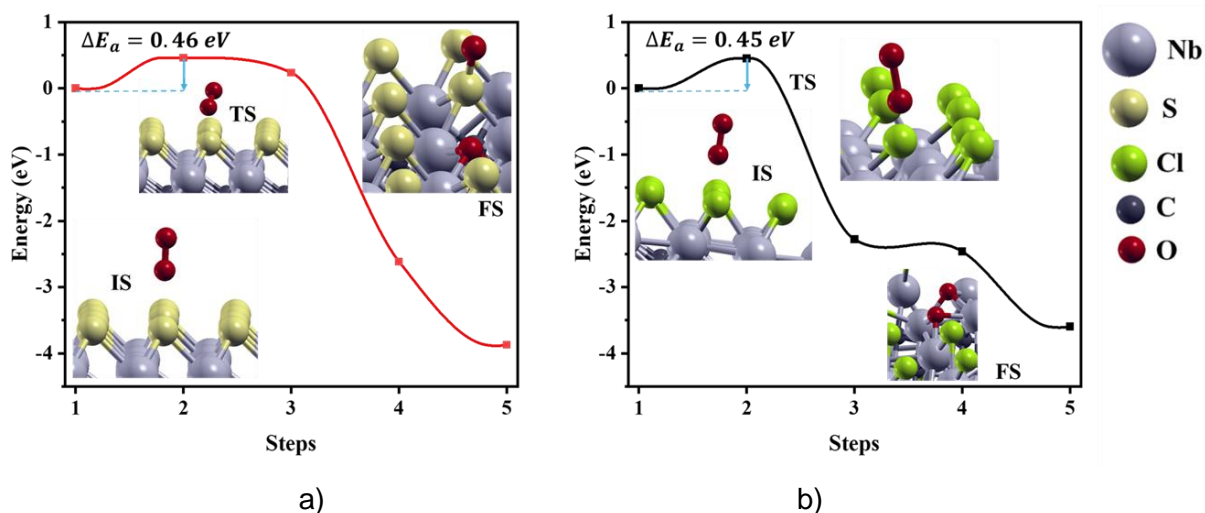 ΔEₐ = 0.46 eV
TS
IS
FS
Energy (eV)
1
0
-1
-2
-3
-4
1 2 3 4 5
Steps
a)
ΔEₐ = 0.45 eV
TS
IS
FS
Energy (eV)
1
0
-1
-2
-3
-4
1 2 3 4 5
Steps
b)
Nb
S
Cl
C
O